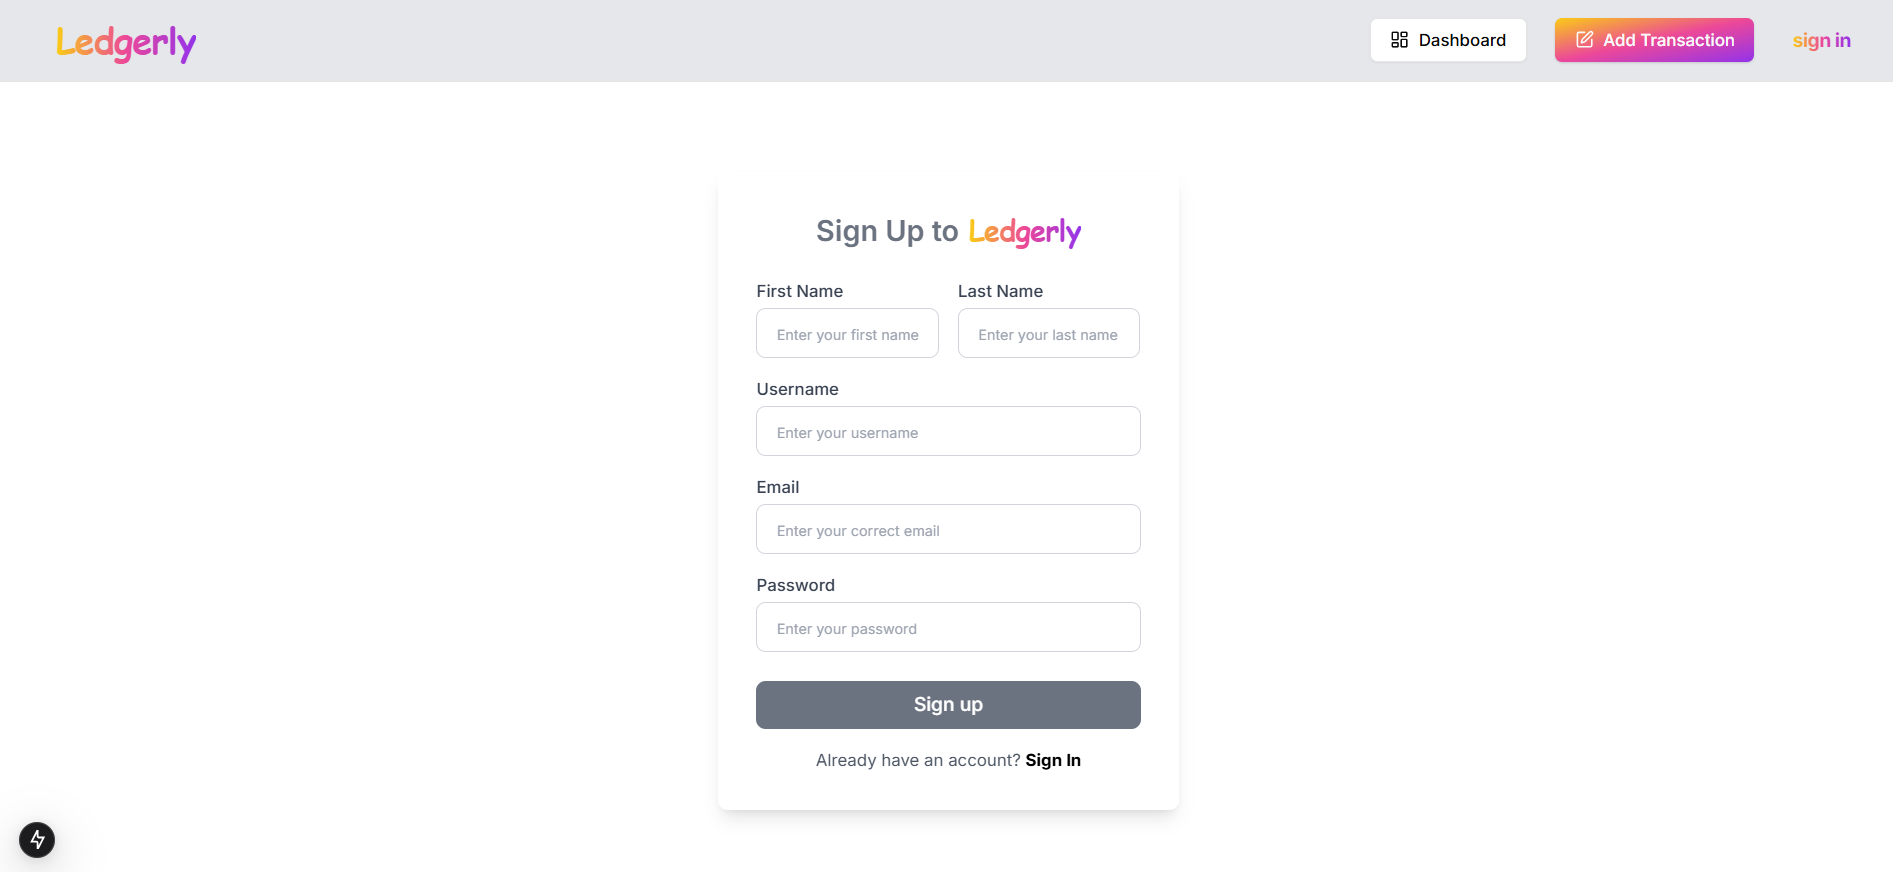 Ledgerly
Dashboard
Add Transaction
sign in
Sign Up to Ledgerly
First Name
Last Name
Enter your first name
Enter your last name
Username
Enter your username
Email
Enter your correct email
Password
Enter your password
Sign up
Already have an account? Sign In